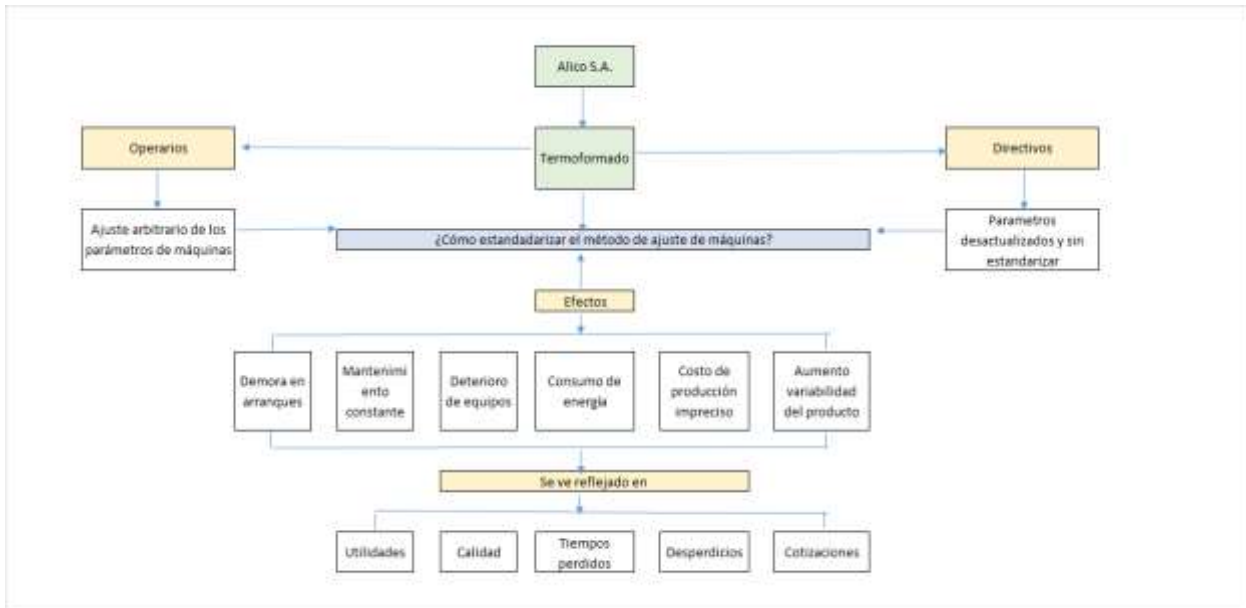 Alico S.A.
Operarios
Termoformado
Directivos
Ajuste arbitrario de los
parámetros de máquinas
¿Cómo estandadarizar el método de ajuste de máquinas?
Parametros
desactualizados y sin
estandarizar
Efectos
Demora en
arranques
Mantenimi
ento
constante
Deterioro
de equipos
Consumo de
energía
Costo de
producción
impreciso
Aumento
variabilidad
del producto
Se ve reflejado en
Utilidades
Calidad
Tiempos
perdidos
Desperdicios
Cotizaciones